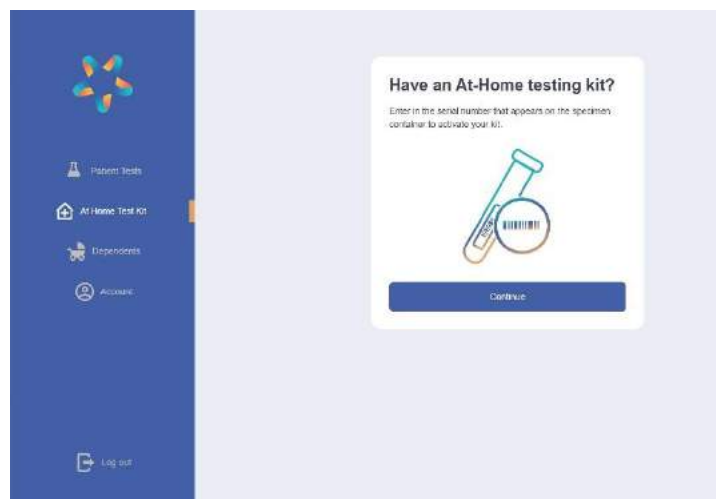 Patient Tests
At Home Test Kit
Dependents
Account
Log out
Have an At-Home testing kit?
Enter in the serial number that appears on the specimen
container to activate your kit.
Continue